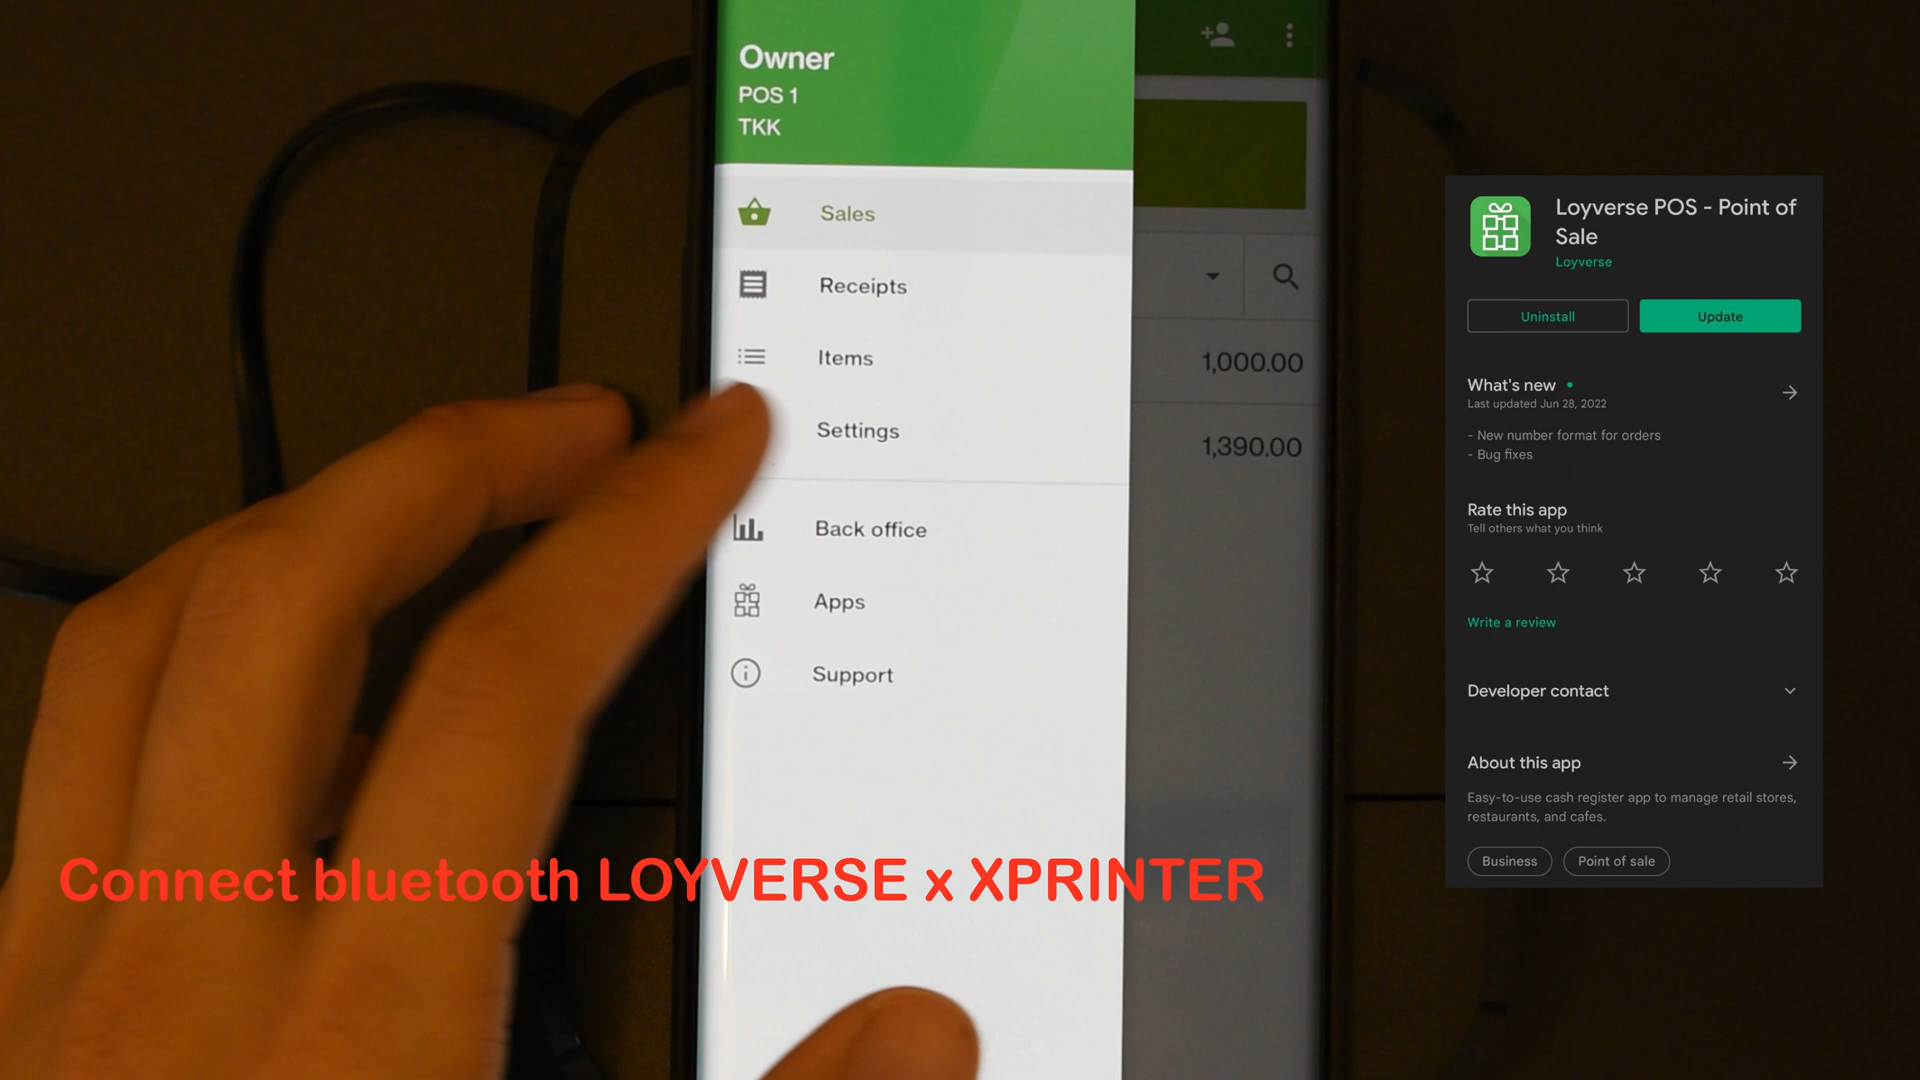 Owner
POS 1
TKK
Sales
Receipts
Items
Settings
Back office
Apps
Support
1,000.00
1,390.00
Connect bluetooth LOYVERSE x XPRINTER
Loyverse POS - Point of
Sale
Loyverse
Uninstall
Update
What's new
Last updated Jun 28, 2022
- New number format for orders
- Bug fixes
Rate this app
Tell others what you think
Write a review
Developer contact
About this app
Easy-to-use cash register app to manage retail stores,
restaurants, and cafes.
Business
Point of sale